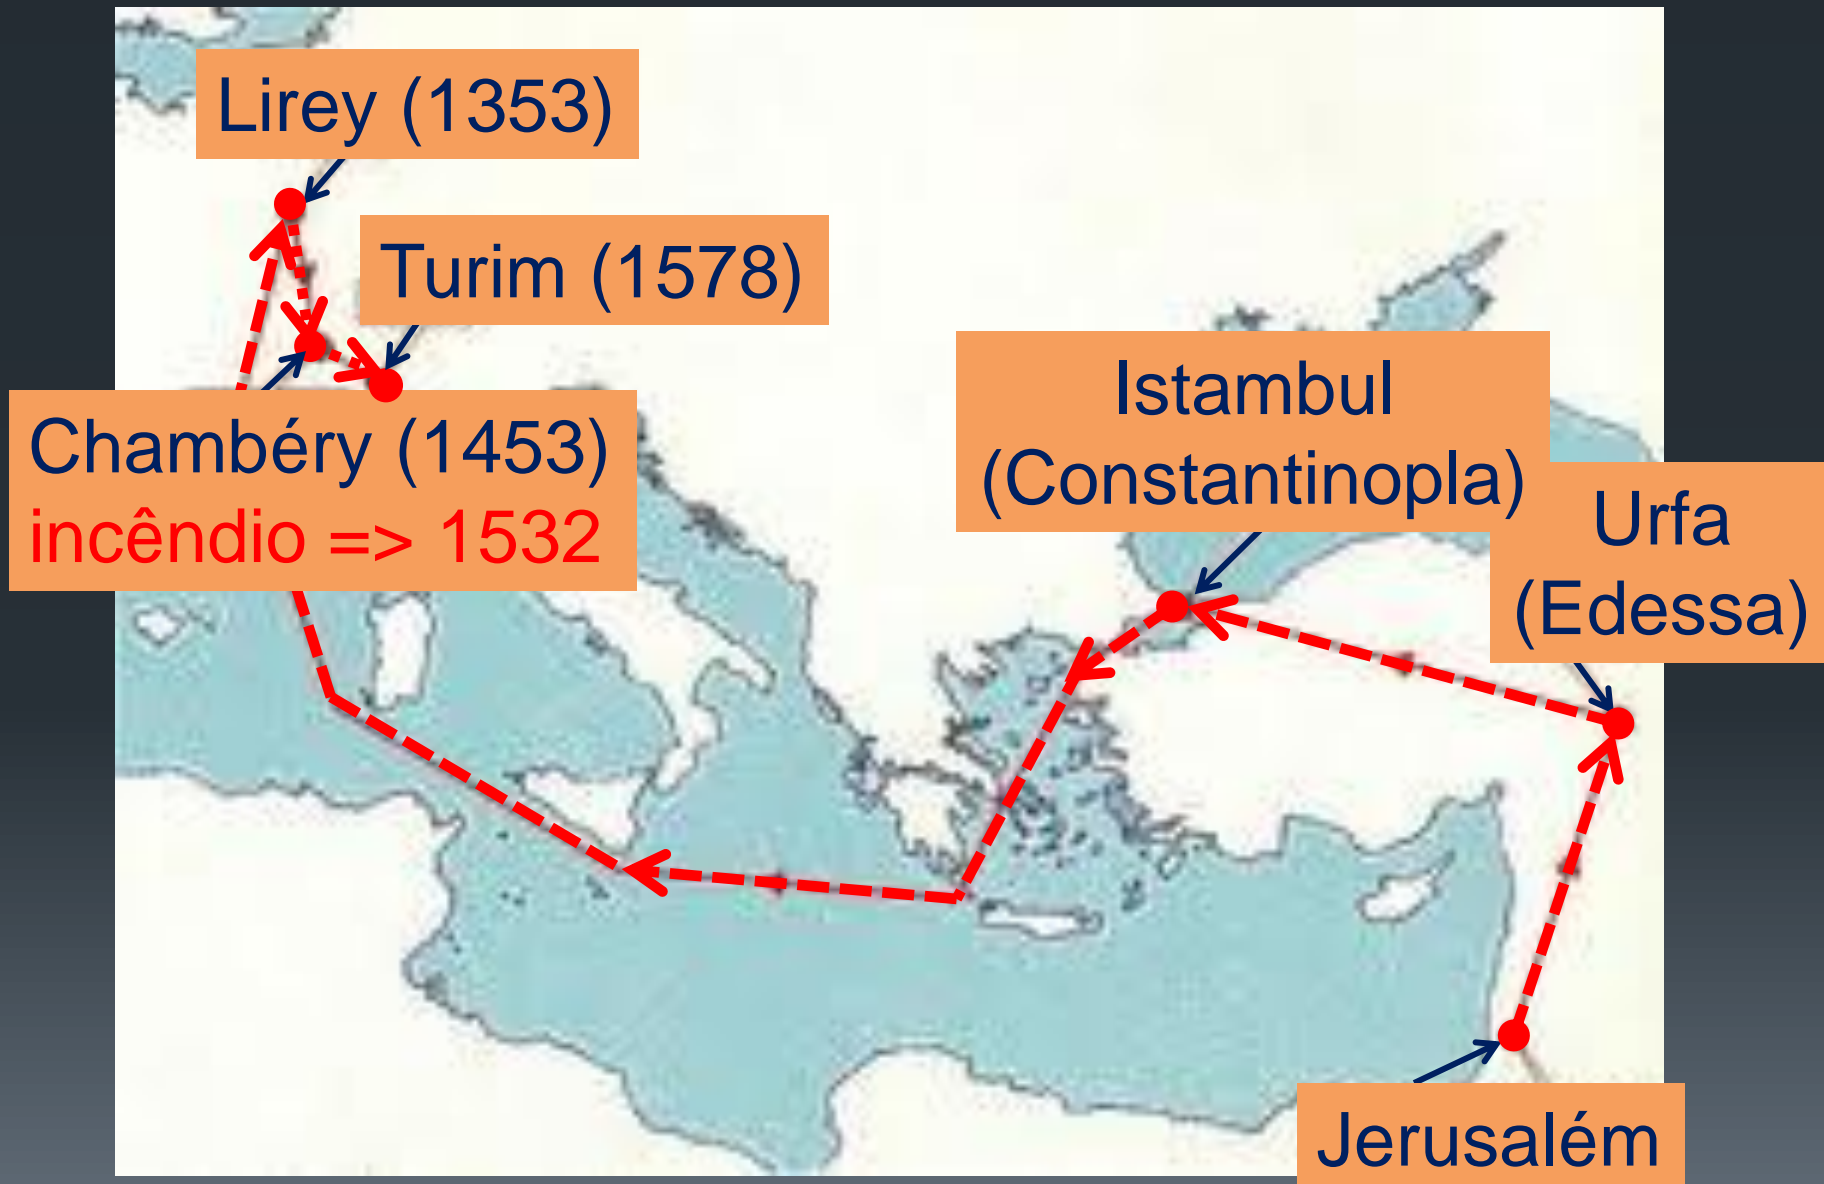 Lirey (1353)
Turim (1578)
Chambéry (1453)
incêndio => 1532
Istambul
(Constantinopla)
Urfa
(Edessa)
Jerusalém